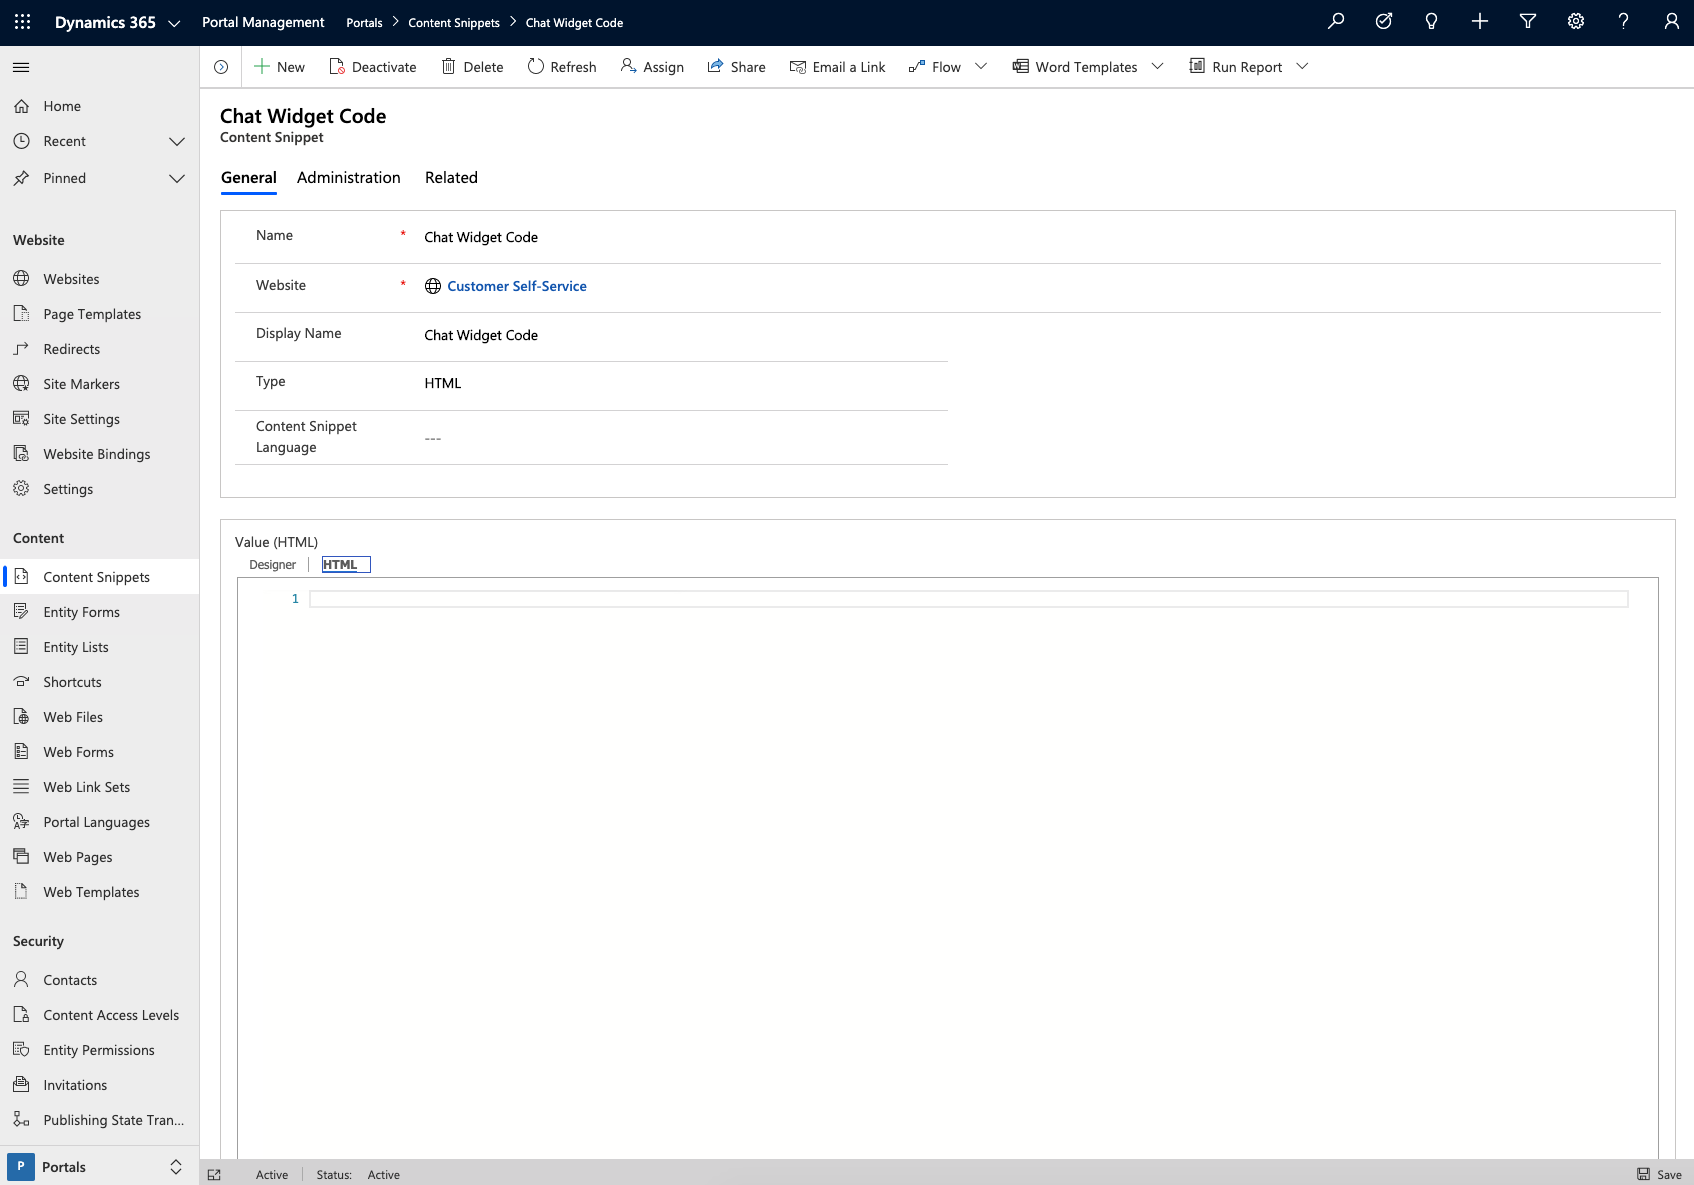 Dynamics 365
Portal Management
Portals > Content Snippets > Chat Widget Code
New
Deactivate
Delete
Refresh
Assign
Share
Email a Link
Flow
Word Templates
Run Report
Home
Recent
Pinned
Website
Websites
Page Templates
Redirects
Site Markers
Site Settings
Website Bindings
Settings
Content
Content Snippets
Entity Forms
Entity Lists
Shortcuts
Web Files
Web Forms
Web Link Sets
Portal Languages
Web Pages
Web Templates
Security
Contacts
Content Access Levels
Entity Permissions
Invitations
Publishing State Tran...
P Portals
Chat Widget Code
Content Snippet
General Administration Related
Name * Chat Widget Code
Website * Customer Self-Service
Display Name Chat Widget Code
Type HTML
Content Snippet
Language
---
Value (HTML)
Designer | HTML
1
Active Status: Active
Save